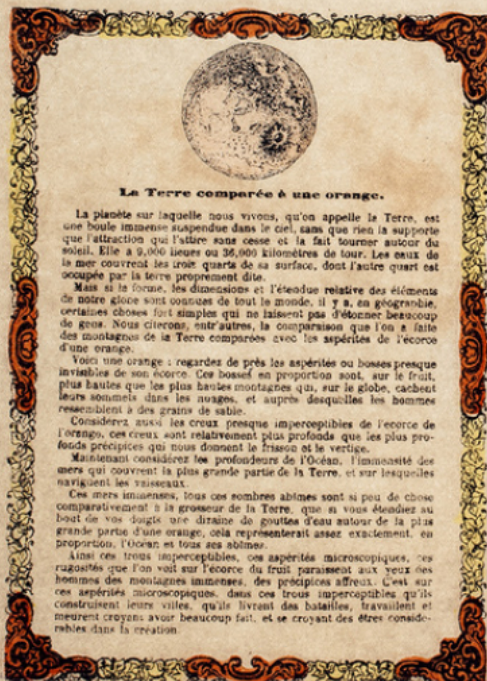 La Terre comparée à une orange.
La planète sur laquelle nous vivons, qu'on appelle la Terre, est
une boule immense suspendue dans le ciel, sans que rien la supporte
que l'attraction qui l'attire sans cesse et la fait tourner autour du
soleil. Elle a 9,000 lieues ou 36,000 kilomètres de tour. Les eaux de
la mer couvrent les trois quarts de sa surface, dont l'autre quart est
occupée par la terre proprement dite.
Mais si la forme, les dimensions et l'étendue relative des éléments
de notre globe sont connues de tout le monde, il y a, en géographie,
certaines choses fort simples qui ne laissent pas d'étonner beaucoup
de gens. Nous citerons, entr'autres, la comparaison que l'on a faite
des montagnes de la Terre comparées avec les aspérités de l'écorce
d'une orange.
Voici une orange : regardez de près les aspérités ou bosses presque
invisibles de son écorce. Ces bosses en proportion sont, sur le fruit,
plus hautes que les plus hautes montagnes qui, sur le globe, cachent
leurs sommets dans les nuages, et auprès desquelles les hommes
ressemblent à des grains de sable.
Considérez aussi les creux presque imperceptibles de l'écorce de
l'orange, ces creux sont relativement plus profonds que les plus pro-
fonds précipices qui nous donnent le frisson et le vertige.
Maintenant considérez les profondeurs de l'Océan, l'immensité des
mers qui couvrent la plus grande partie de la Terre, et sur lesquelles
naviguent les vaisseaux.
Ces mers immenses, tous ces sombres abîmes sont si peu de chose
comparativement à la grosseur de la Terre, que si vous étendiez au
bout de vos doigts une dizaine de gouttes d'eau autour de la plus
grande partie d'une orange, cela représenterait assez exactement, en
proportion, l'Océan et tous ses abîmes.
Ainsi ces trous imperceptibles, ces aspérités microscopiques, ces
rugosités que l'on voit sur l'écorce du fruit paraissent aux yeux des
hommes des montagnes immenses, des précipices affreux. C'est sur
ces aspérités microscopiques, dans ces trous imperceptibles qu'ils
construisent leurs villes, qu'ils livrent des batailles, travaillent et
meurent croyant avoir beaucoup fait, et se croyant des êtres considé-
rables dans la création.